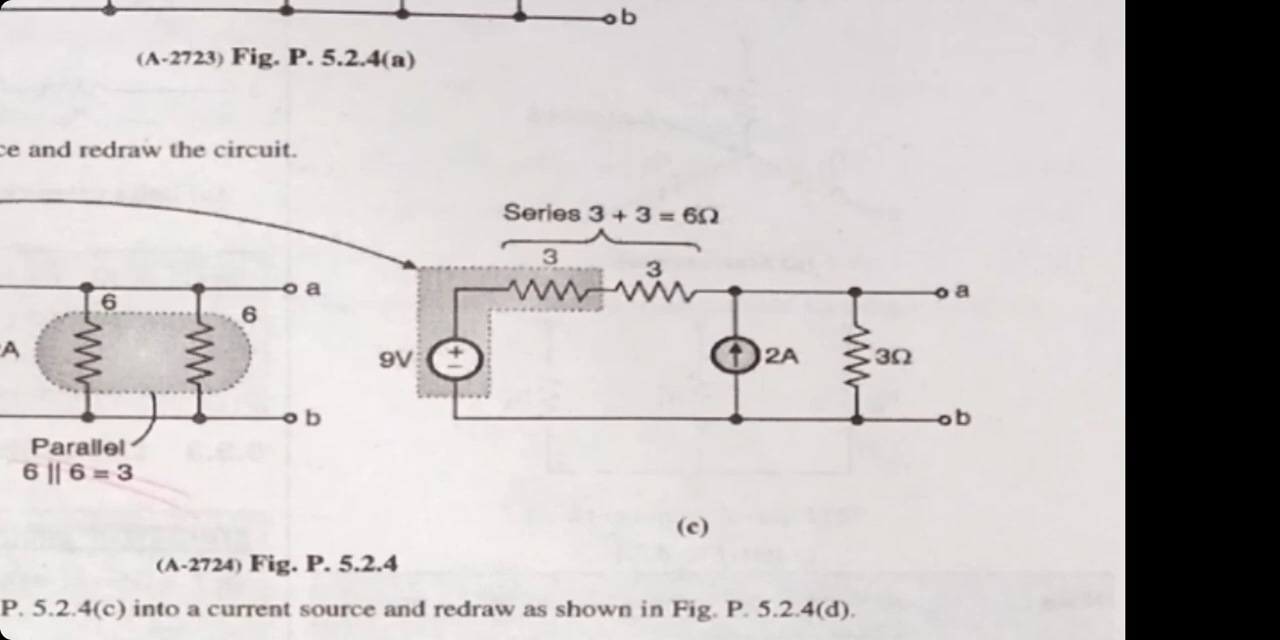 b
(A-2723) Fig. P. 5.2.4(a)
ce and redraw the circuit.
Series 3 + 3 = 6Ω
3
3
a
6
6
A
9V
+
−
2A
3Ω
a
b
b
Parallel
6 || 6 = 3
(c)
(A-2724) Fig. P. 5.2.4
P. 5.2.4(c) into a current source and redraw as shown in Fig. P. 5.2.4(d).